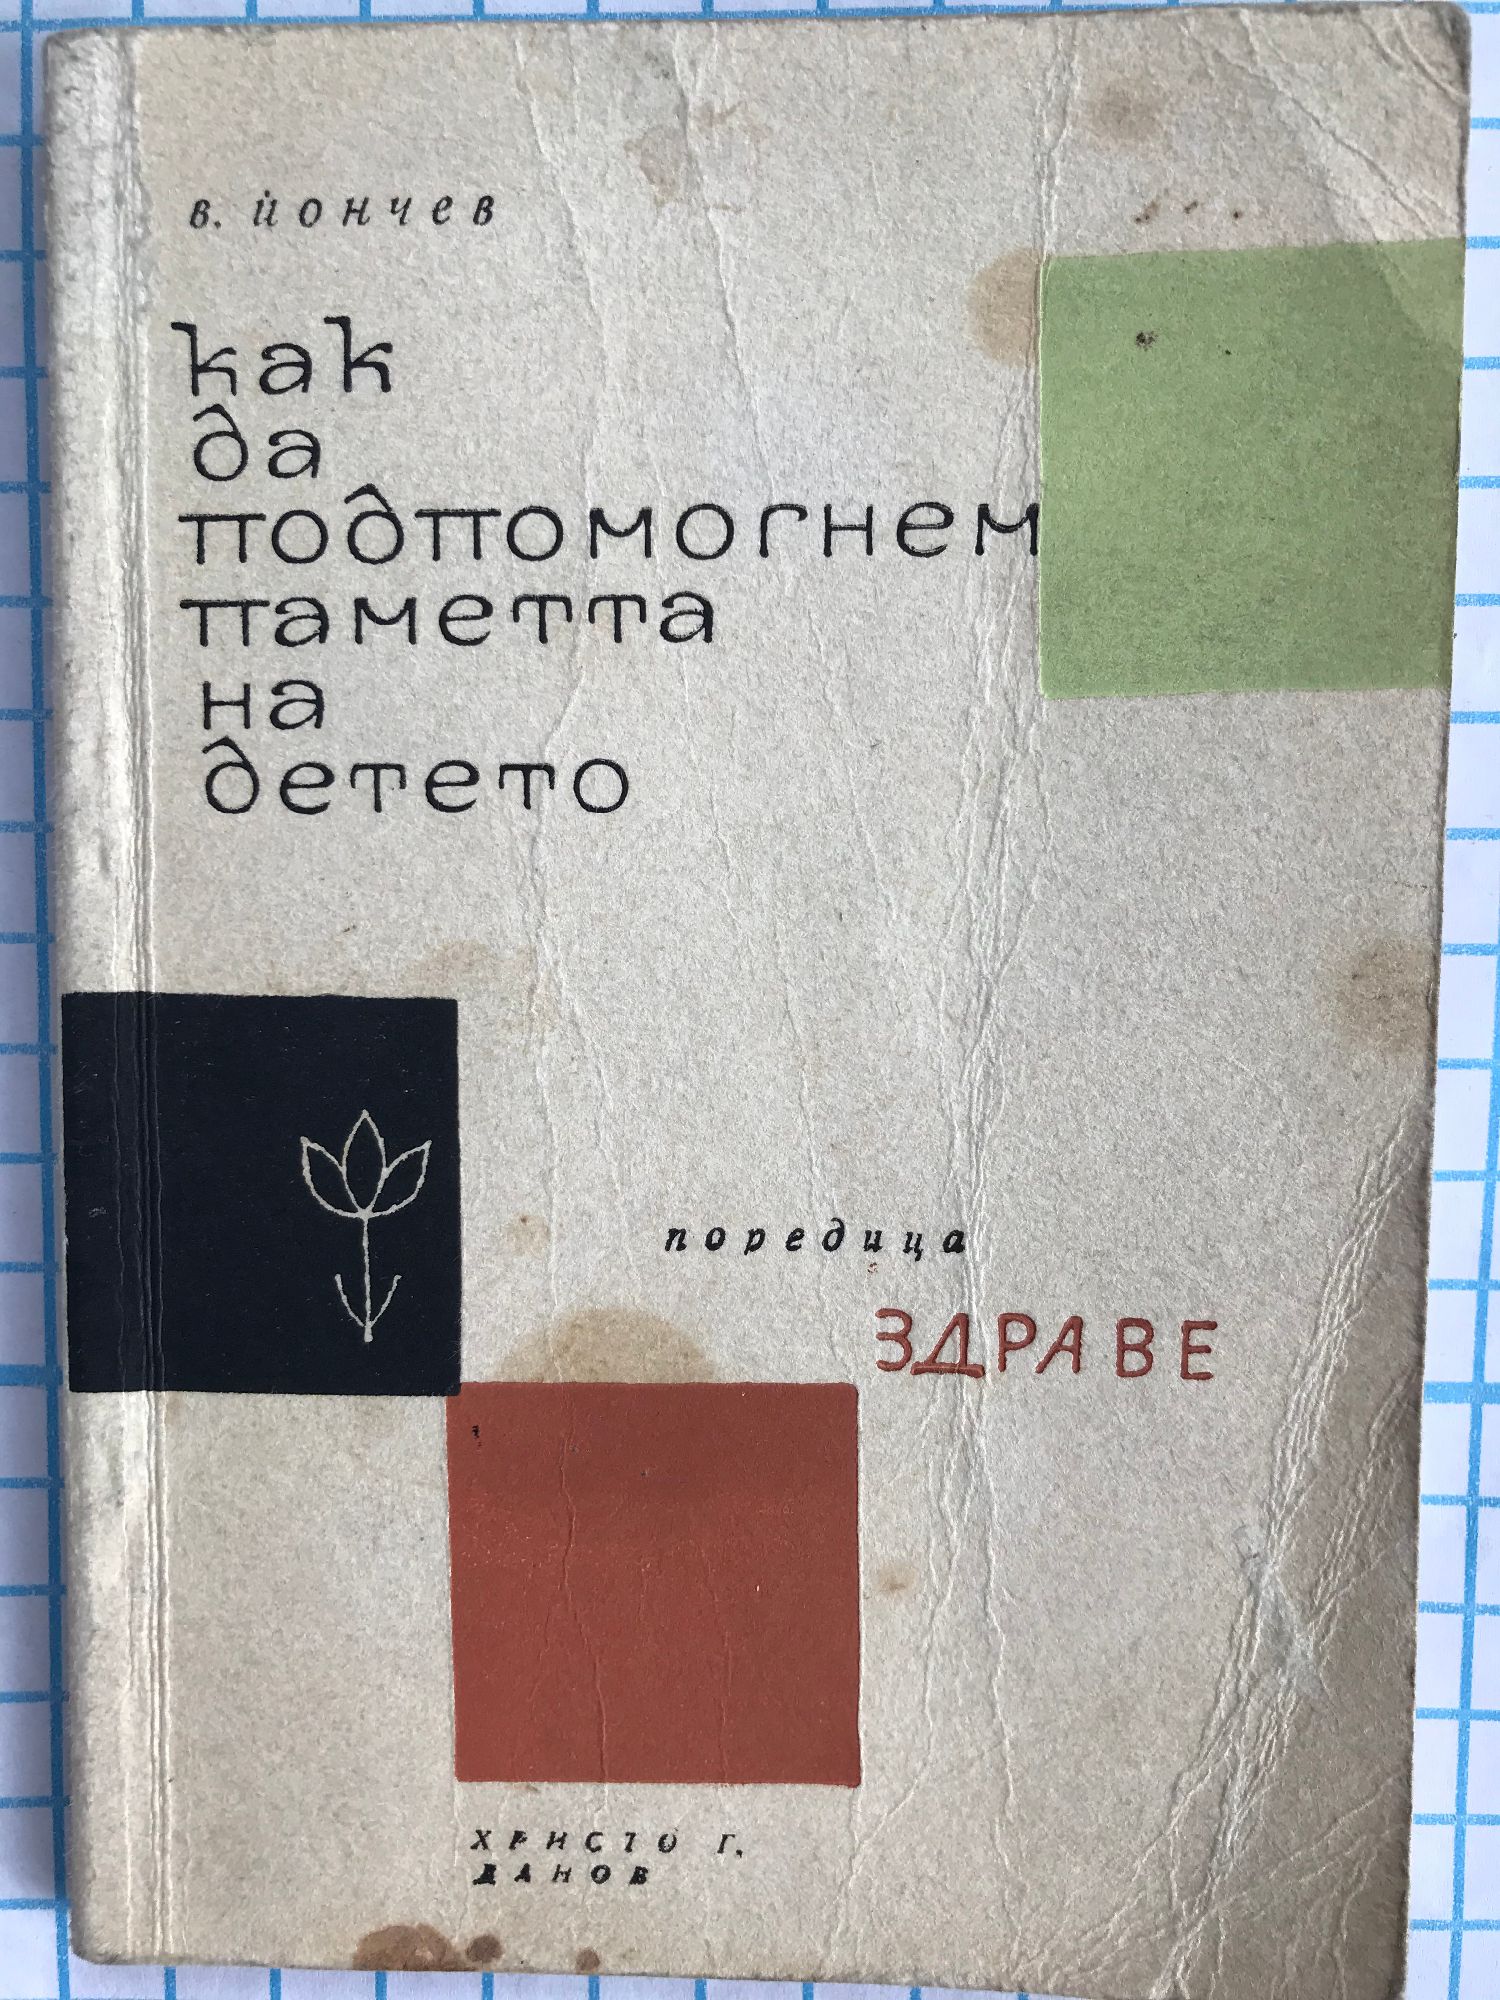 в. йончев
как
да
подпомогнем
паметта
на
детето
поредица
ЗДРАВЕ
ХРИСТО Г.
ДАНОВ